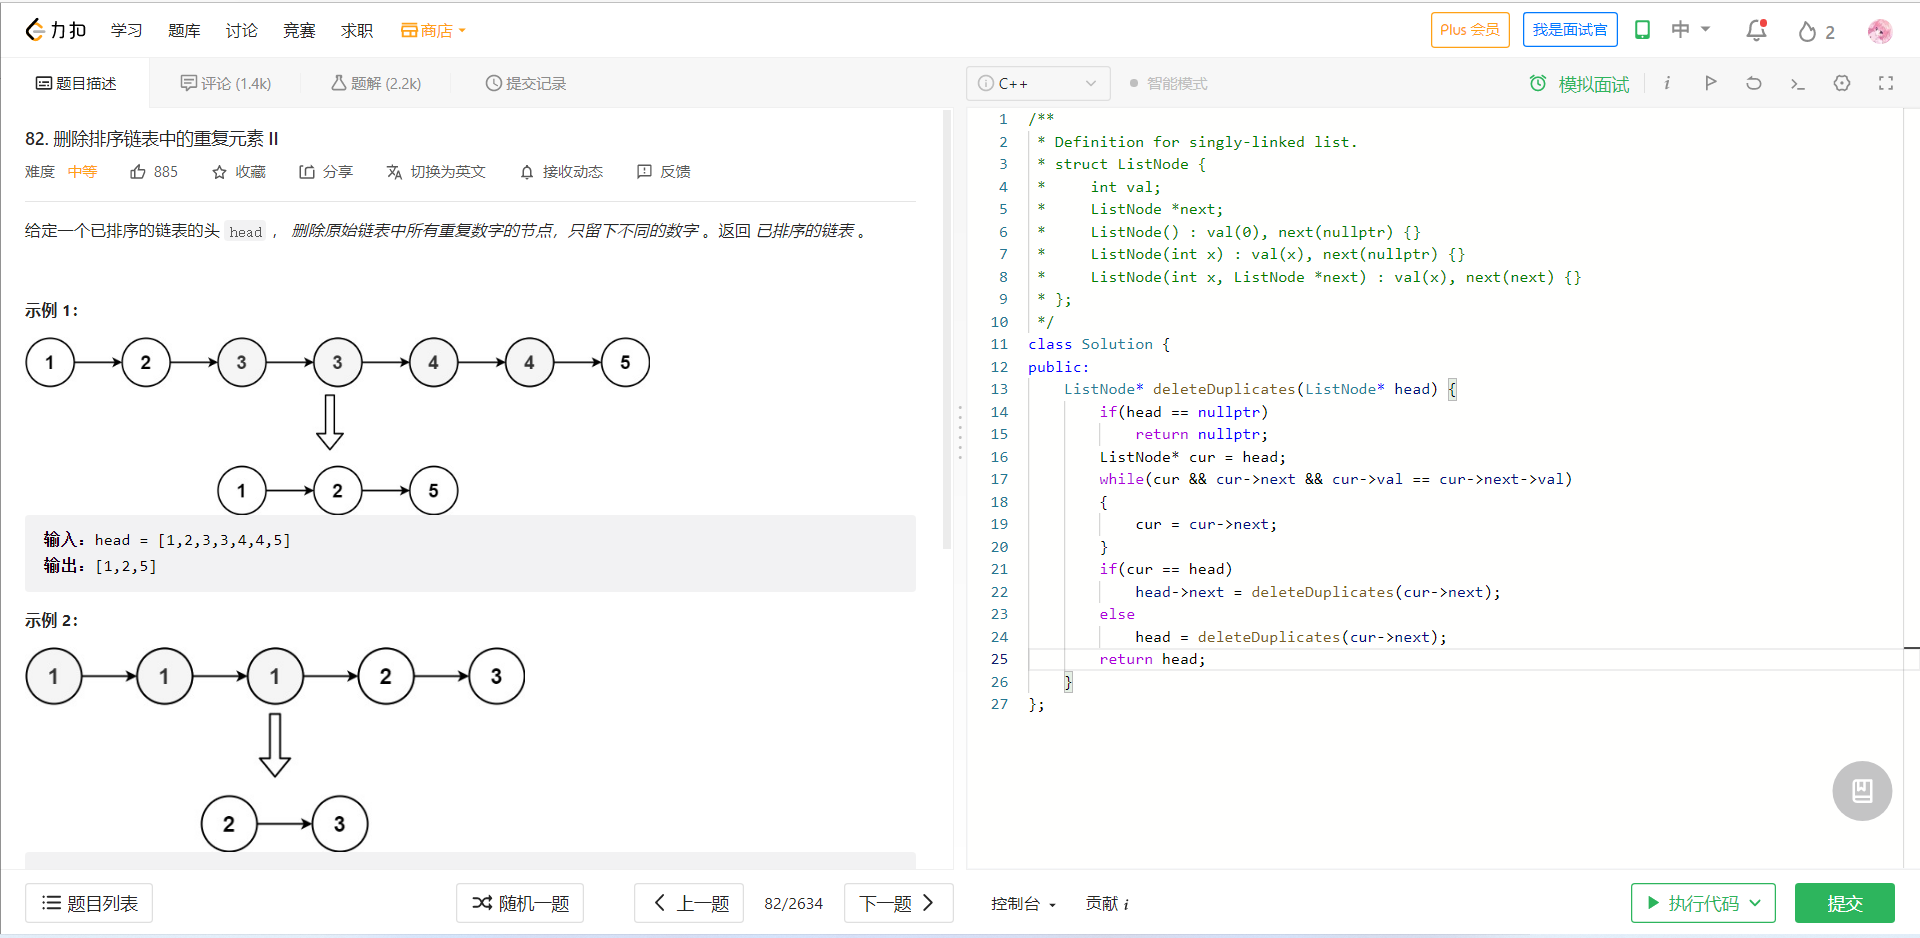 力扣 学习 题库 讨论 竞赛 求职 商店 Plus 会员 我是面试官 中 2
题目描述 评论 (1.4k) 题解 (2.2k) 提交记录
82. 删除排序链表中的重复元素 II
难度 中等 885 收藏 分享 切换为英文 接收动态 反馈
给定一个已排序的链表的头 head ， 删除原始链表中所有重复数字的节点，只留下不同的数字 。返回 已排序的链表 。
示例 1：
1 2 3 3 4 4 5
1 2 5
输入：head = [1,2,3,3,4,4,5]
输出：[1,2,5]
示例 2：
1 1 1 2 3
2 3
题目列表 随机一题 上一题 82/2634 下一题
C++ 智能模式 模拟面试 i
1 /**
2 * Definition for singly-linked list.
3 * struct ListNode {
4 *     int val;
5 *     ListNode *next;
6 *     ListNode() : val(0), next(nullptr) {}
7 *     ListNode(int x) : val(x), next(nullptr) {}
8 *     ListNode(int x, ListNode *next) : val(x), next(next) {}
9 * };
10 */
11 class Solution {
12 public:
13     ListNode* deleteDuplicates(ListNode* head) {
14         if(head == nullptr)
15             return nullptr;
16         ListNode* cur = head;
17         while(cur && cur->next && cur->val == cur->next->val)
18         {
19             cur = cur->next;
20         }
21         if(cur == head)
22             head->next = deleteDuplicates(cur->next);
23         else
24             head = deleteDuplicates(cur->next);
25         return head;
26     }
27 };
控制台 贡献 i 执行代码 提交